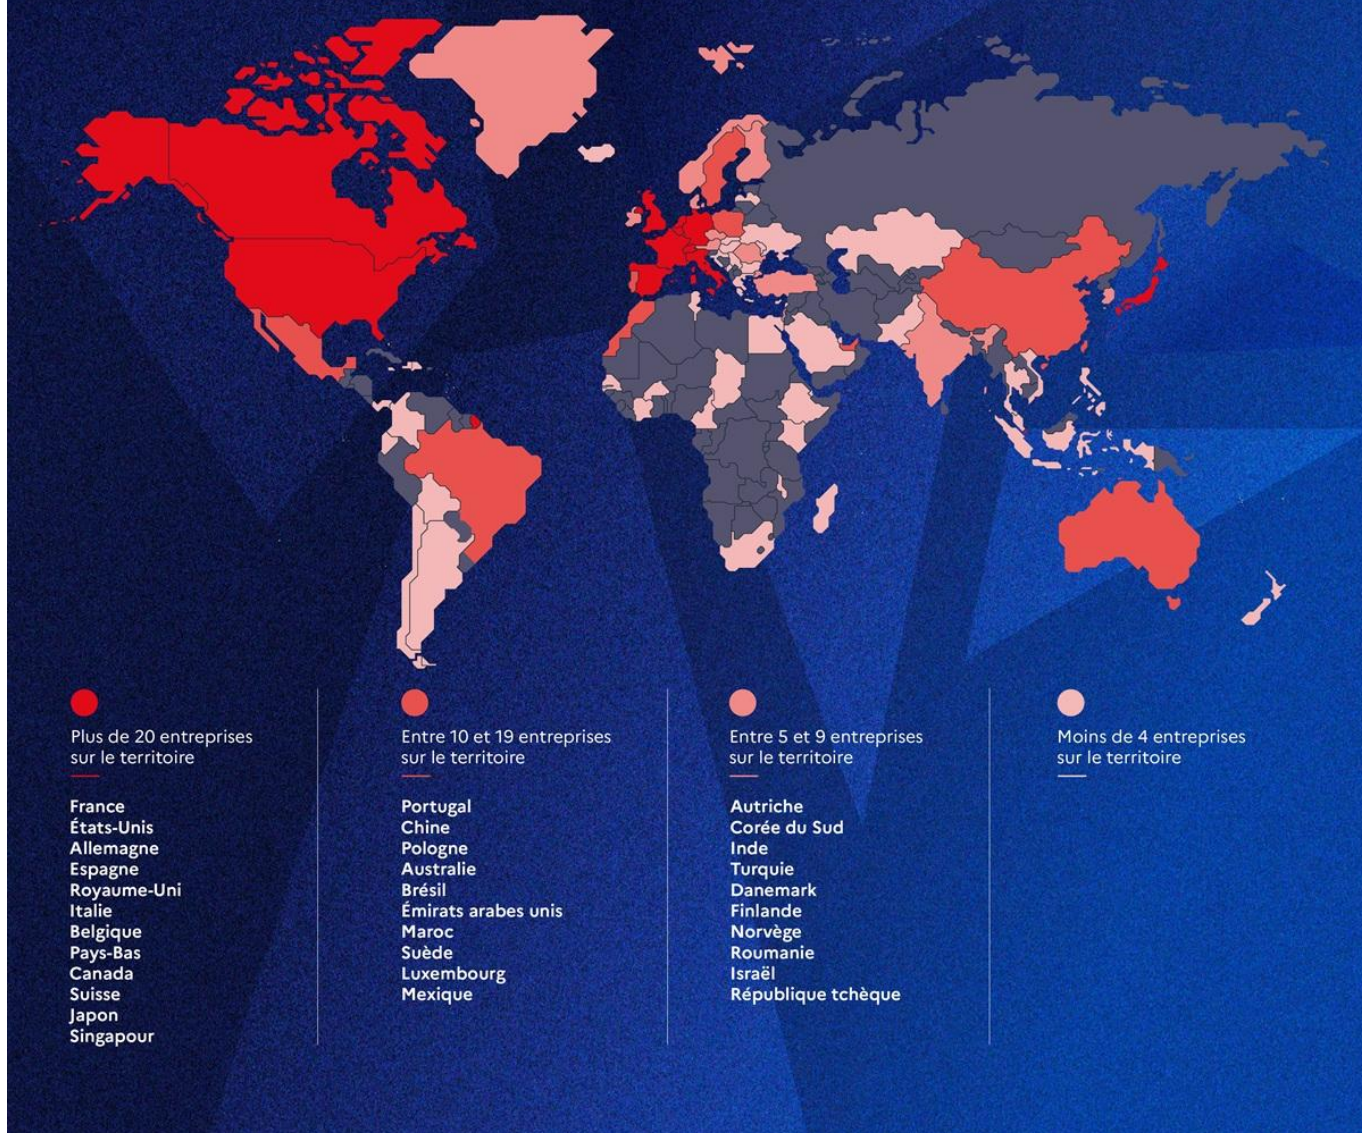 Plus de 20 entreprises
sur le territoire
France
États-Unis
Allemagne
Espagne
Royaume-Uni
Italie
Belgique
Pays-Bas
Canada
Suisse
Japon
Singapour
Entre 10 et 19 entreprises
sur le territoire
Portugal
Chine
Pologne
Australie
Brésil
Émirats arabes unis
Maroc
Suède
Luxembourg
Mexique
Entre 5 et 9 entreprises
sur le territoire
Autriche
Corée du Sud
Inde
Turquie
Danemark
Finlande
Norvège
Roumanie
Israël
République tchèque
Moins de 4 entreprises
sur le territoire